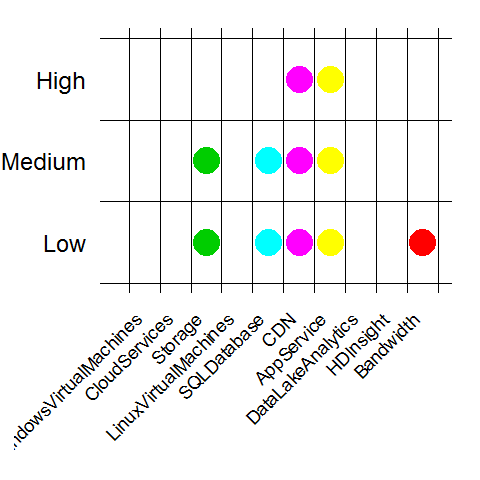 High
Medium
Low
ndowsVirtualMachines
CloudServices
Storage
LinuxVirtualMachines
SQLDatabase
CDN
AppService
DataLakeAnalytics
HDInsight
Bandwidth